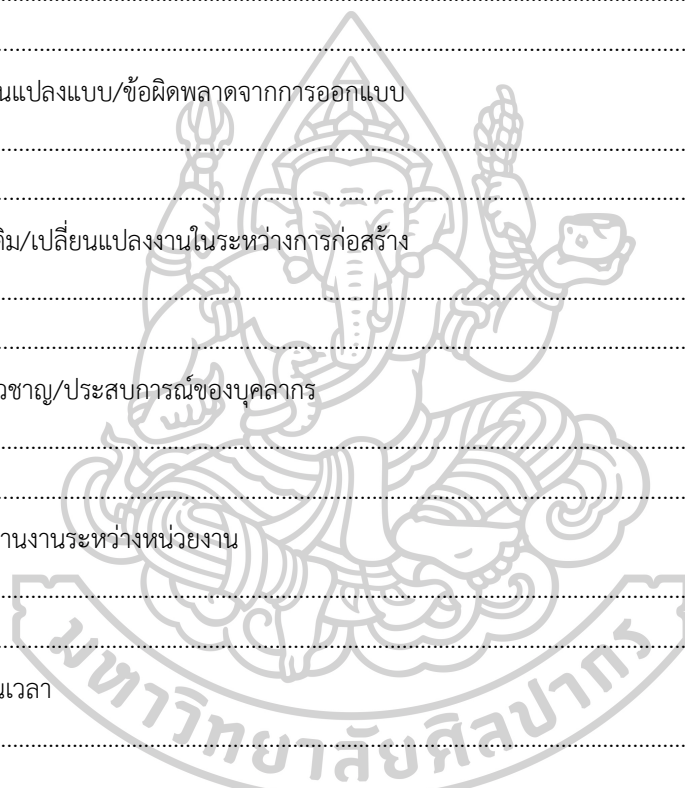 ................................................................................
................................................................................
นแปลงแบบ/ข้อผิดพลาดจากการออกแบบ
................................................................................
................................................................................
ติม/เปลี่ยนแปลงงานในระหว่างการก่อสร้าง
................................................................................
................................................................................
วชาญ/ประสบการณ์ของบุคลากร
................................................................................
................................................................................
านงานระหว่างหน่วยงาน
................................................................................
................................................................................
นเวลา
................................................................................
มหาวิทยาลัยศิลปากร